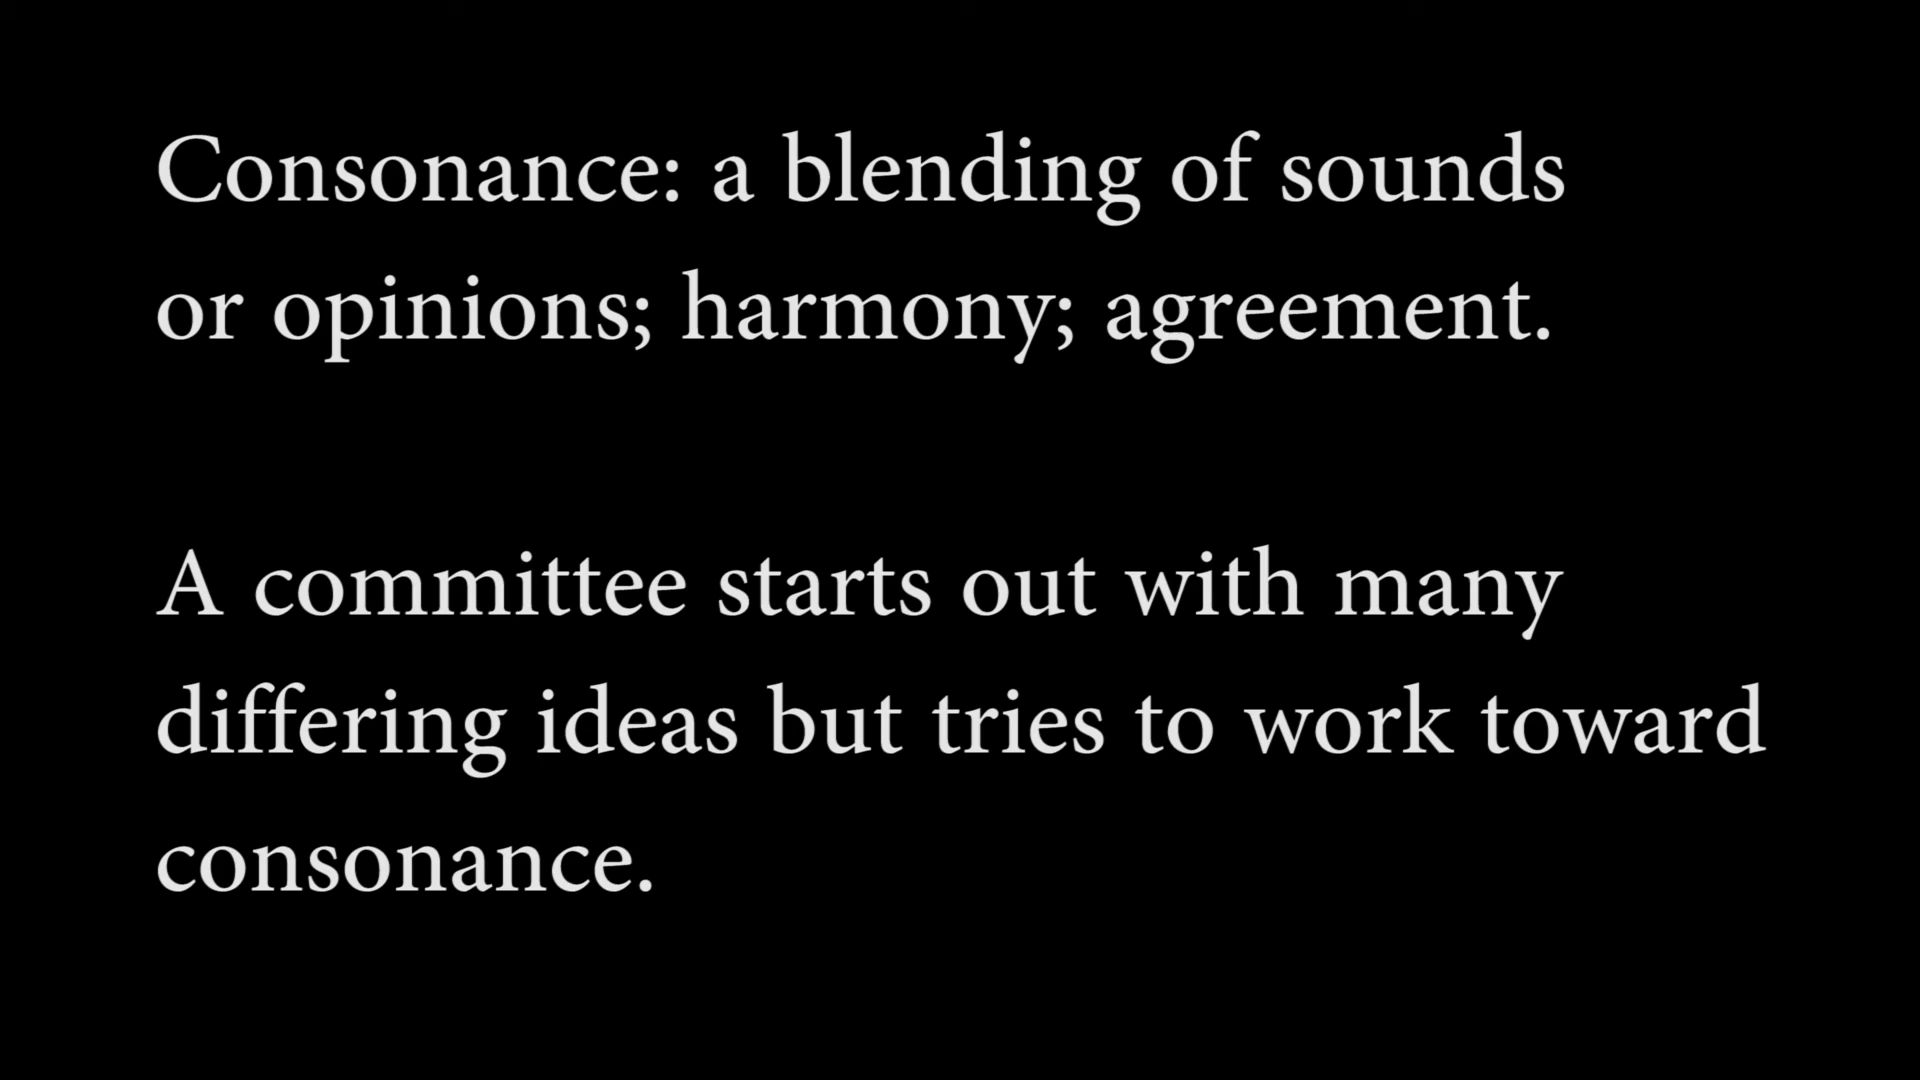 Consonance: a blending of sounds
or opinions; harmony; agreement.
A committee starts out with many
differing ideas but tries to work toward
consonance.